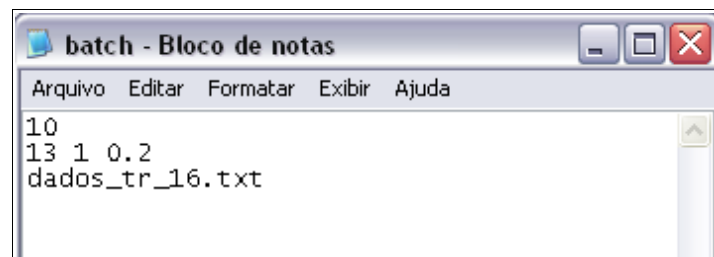 batch - Bloco de notas
Arquivo Editar Formatar Exibir Ajuda
10
13 1 0.2
dados_tr_16.txt